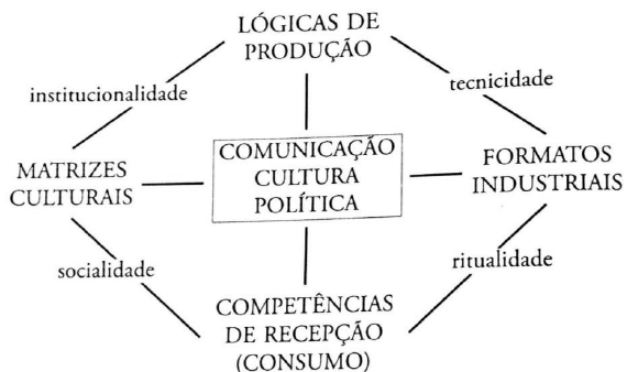 LÓGICAS DE
PRODUÇÃO
institucionalidade
tecnicidade
MATRIZES
CULTURAIS
COMUNICAÇÃO
CULTURA
POLÍTICA
FORMATOS
INDUSTRIAIS
socialidade
ritualidade
COMPETÊNCIAS
DE RECEPÇÃO
(CONSUMO)